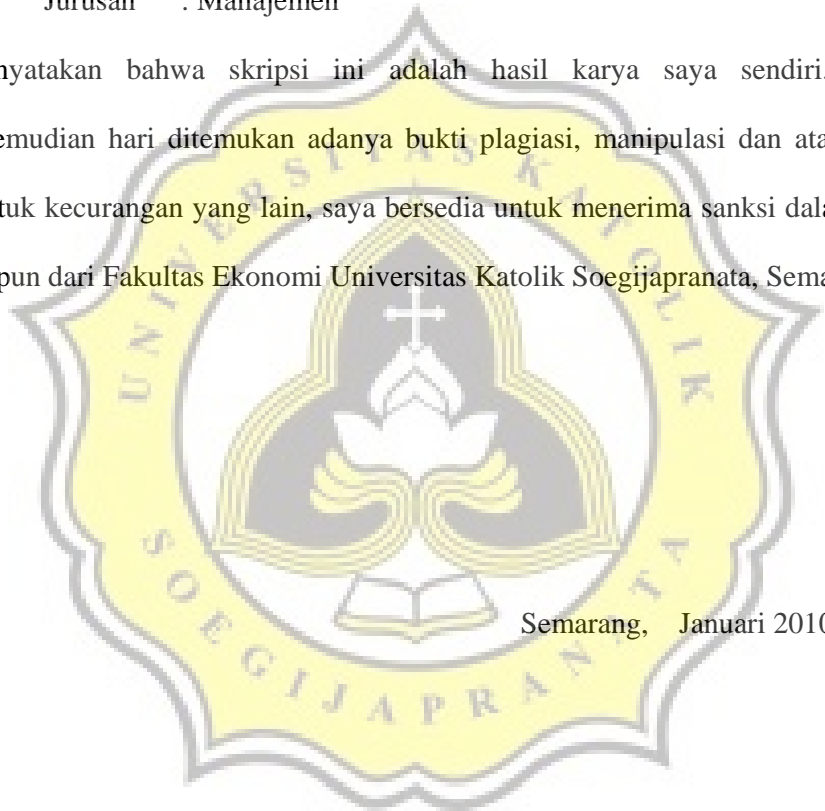 Jurusan : Manajemen
nyatakan bahwa skripsi ini adalah hasil karya saya sendiri.
emudian hari ditemukan adanya bukti plagiasi, manipulasi dan ata
tuk kecurangan yang lain, saya bersedia untuk menerima sanksi dala
pun dari Fakultas Ekonomi Universitas Katolik Soegijapranata, Sema
UNIVERSITAS KATOLIK
SOEGIJAPRANATA
Semarang, Januari 2010